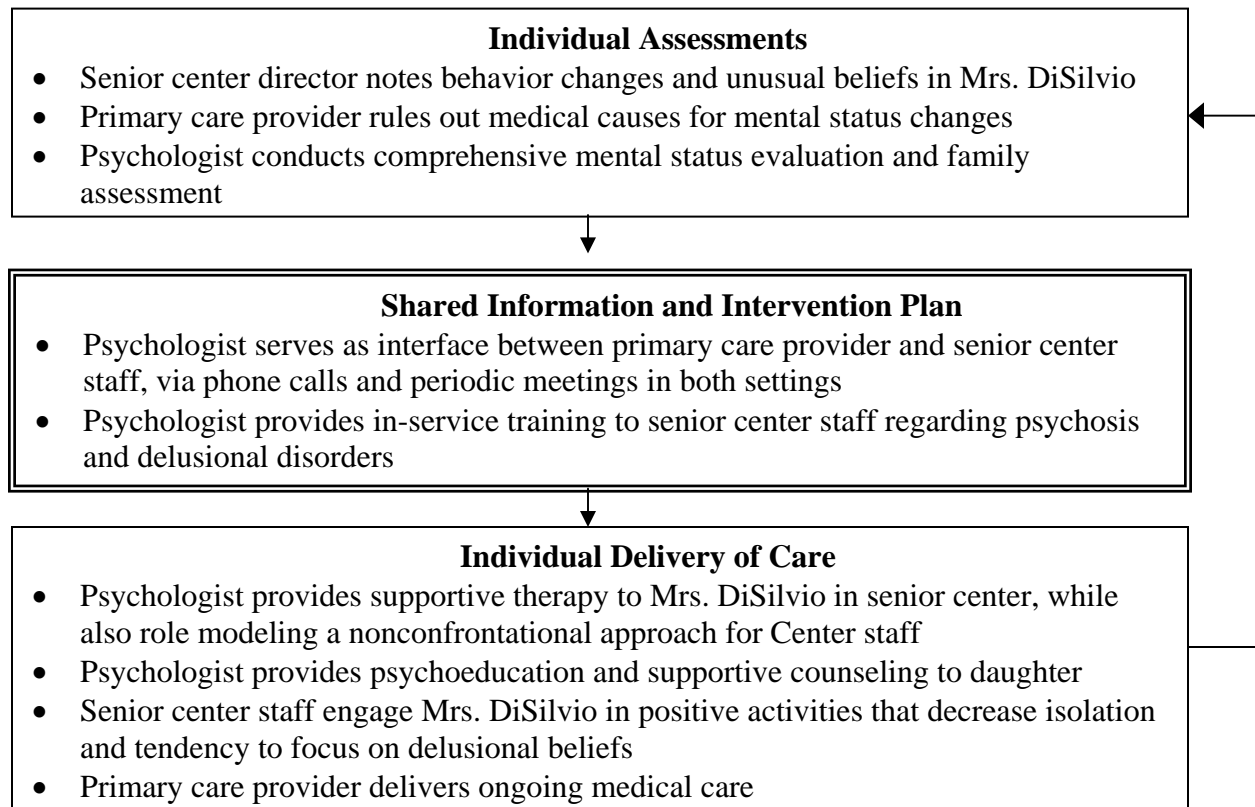 Individual Assessments
• Senior center director notes behavior changes and unusual beliefs in Mrs. DiSilvio
• Primary care provider rules out medical causes for mental status changes
• Psychologist conducts comprehensive mental status evaluation and family
assessment
Shared Information and Intervention Plan
• Psychologist serves as interface between primary care provider and senior center
staff, via phone calls and periodic meetings in both settings
• Psychologist provides in-service training to senior center staff regarding psychosis
and delusional disorders
Individual Delivery of Care
• Psychologist provides supportive therapy to Mrs. DiSilvio in senior center, while
also role modeling a nonconfrontational approach for Center staff
• Psychologist provides psychoeducation and supportive counseling to daughter
• Senior center staff engage Mrs. DiSilvio in positive activities that decrease isolation
and tendency to focus on delusional beliefs
• Primary care provider delivers ongoing medical care